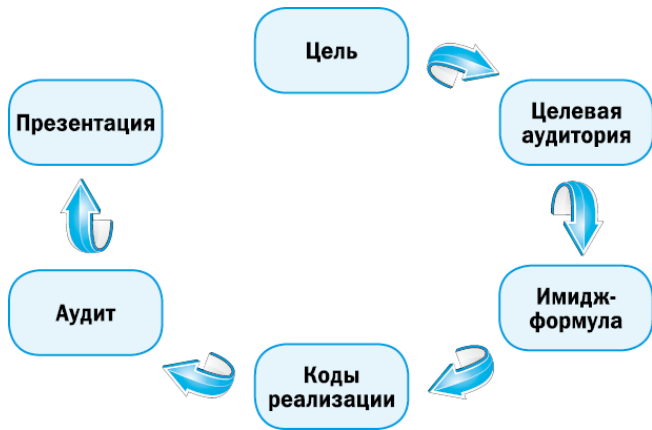 Цель
Целевая
аудитория
Имидж-
формула
Коды
реализации
Аудит
Презентация